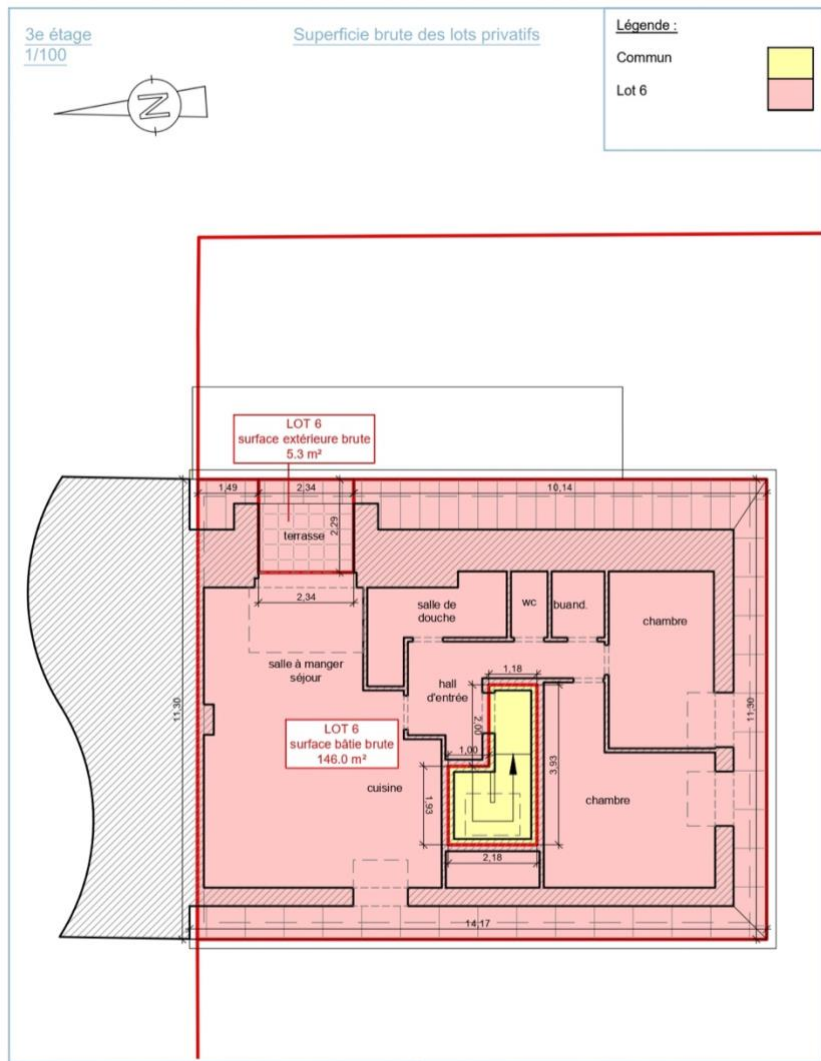 3e étage
1/100
Superficie brute des lots privatifs
Légende :
Commun
Lot 6
N
LOT 6
surface extérieure brute
5.3 m²
1,49
2,34
10,14
terrasse
2,29
2,34
salle de
douche
wc
buand.
chambre
salle à manger
séjour
hall
d'entrée
1,18
2,00
11,30
11,30
LOT 6
surface bâtie brute
146.0 m²
1,00
3,93
cuisine
1,93
chambre
2,18
14,17